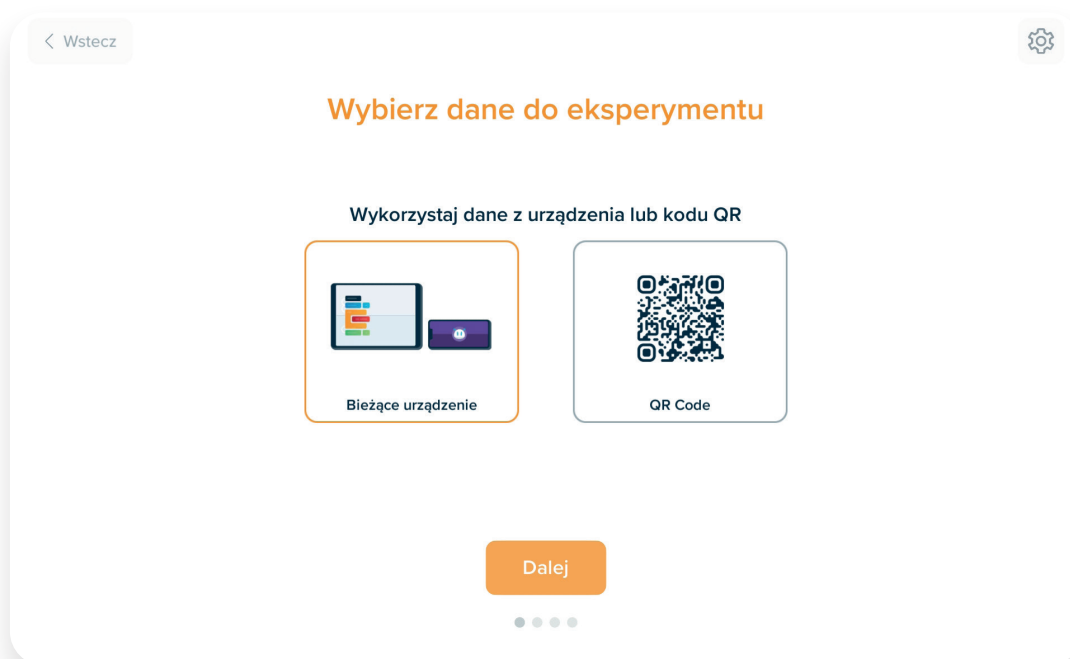 Wstecz
Wybierz dane do eksperymentu
Wykorzystaj dane z urządzenia lub kodu QR
Bieżące urządzenie
QR Code
Dalej